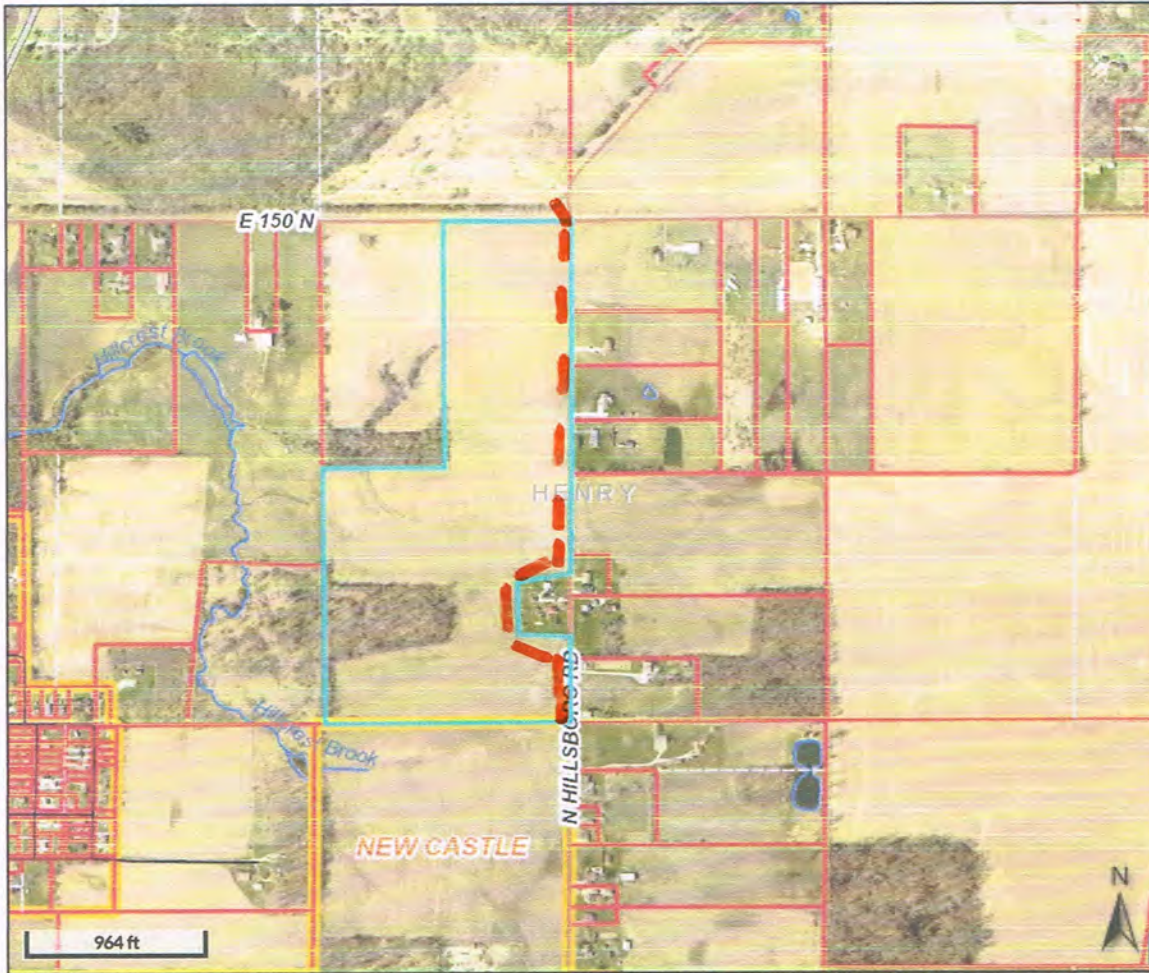 E 150 N
Hillcrest Brook
HENRY
N HILLSBORO RD
Hillcrest Brook
NEW CASTLE
N
964 ft